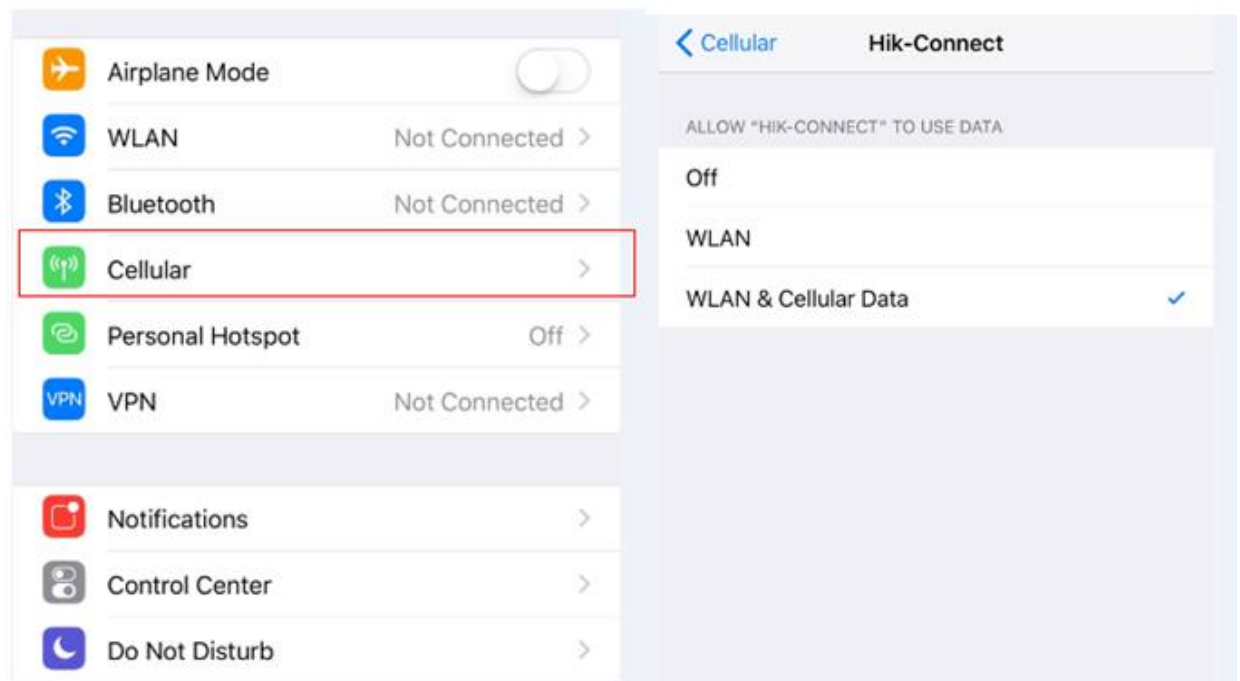 Airplane Mode
WLAN Not Connected
Bluetooth Not Connected
Cellular
Personal Hotspot Off
VPN VPN Not Connected
Notifications
Control Center
Do Not Disturb
Cellular Hik-Connect
ALLOW "HIK-CONNECT" TO USE DATA
Off
WLAN
WLAN & Cellular Data